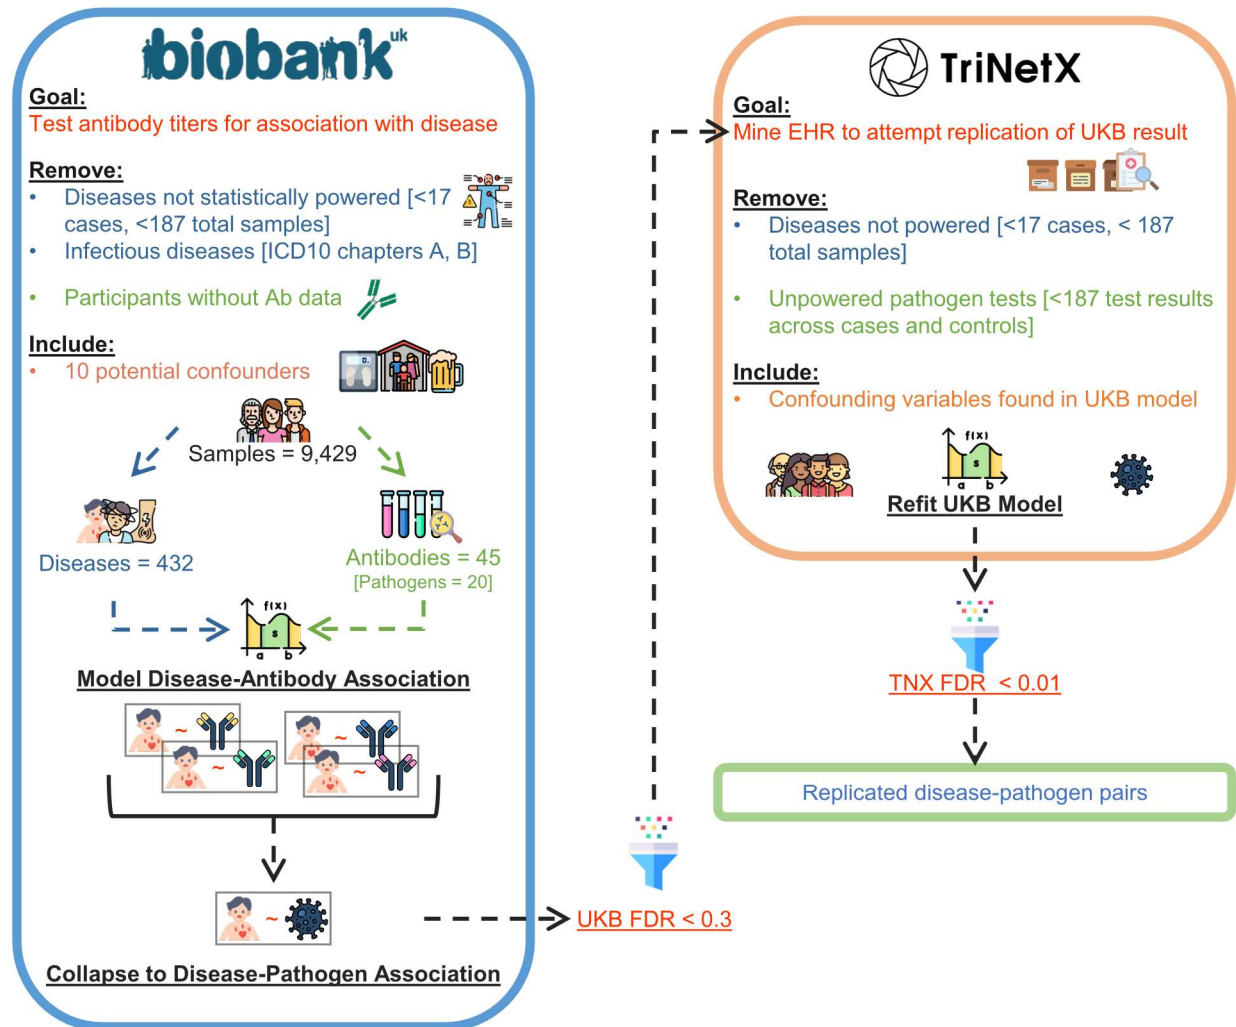 biobank uk
Goal:
Test antibody titers for association with disease
Remove:
• Diseases not statistically powered [<17
cases, <187 total samples]
• Infectious diseases [ICD10 chapters A, B]
• Participants without Ab data
Include:
• 10 potential confounders
Samples = 9,429
Diseases = 432
Antibodies = 45
[Pathogens = 20]
f(x)
s
a b
Model Disease-Antibody Association
~
~
~
~
~
Collapse to Disease-Pathogen Association
UKB FDR < 0.3
TriNetX
Goal:
Mine EHR to attempt replication of UKB result
Remove:
• Diseases not powered [<17 cases, < 187
total samples]
• Unpowered pathogen tests [<187 test results
across cases and controls]
Include:
• Confounding variables found in UKB model
f(x)
s
a b
Refit UKB Model
TNX FDR < 0.01
Replicated disease-pathogen pairs